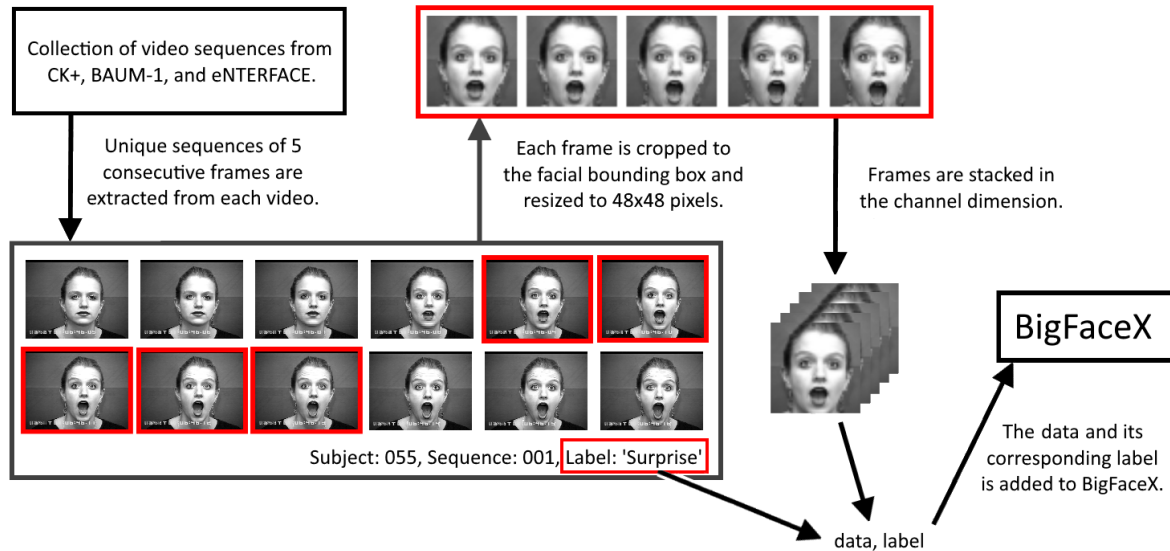 Collection of video sequences from
CK+, BAUM-1, and eNTERFACE.
Unique sequences of 5
consecutive frames are
extracted from each video.
Each frame is cropped to
the facial bounding box and
resized to 48x48 pixels.
Frames are stacked in
the channel dimension.
Subject: 055, Sequence: 001, Label: 'Surprise'
BigFaceX
The data and its
corresponding label
is added to BigFaceX.
data, label